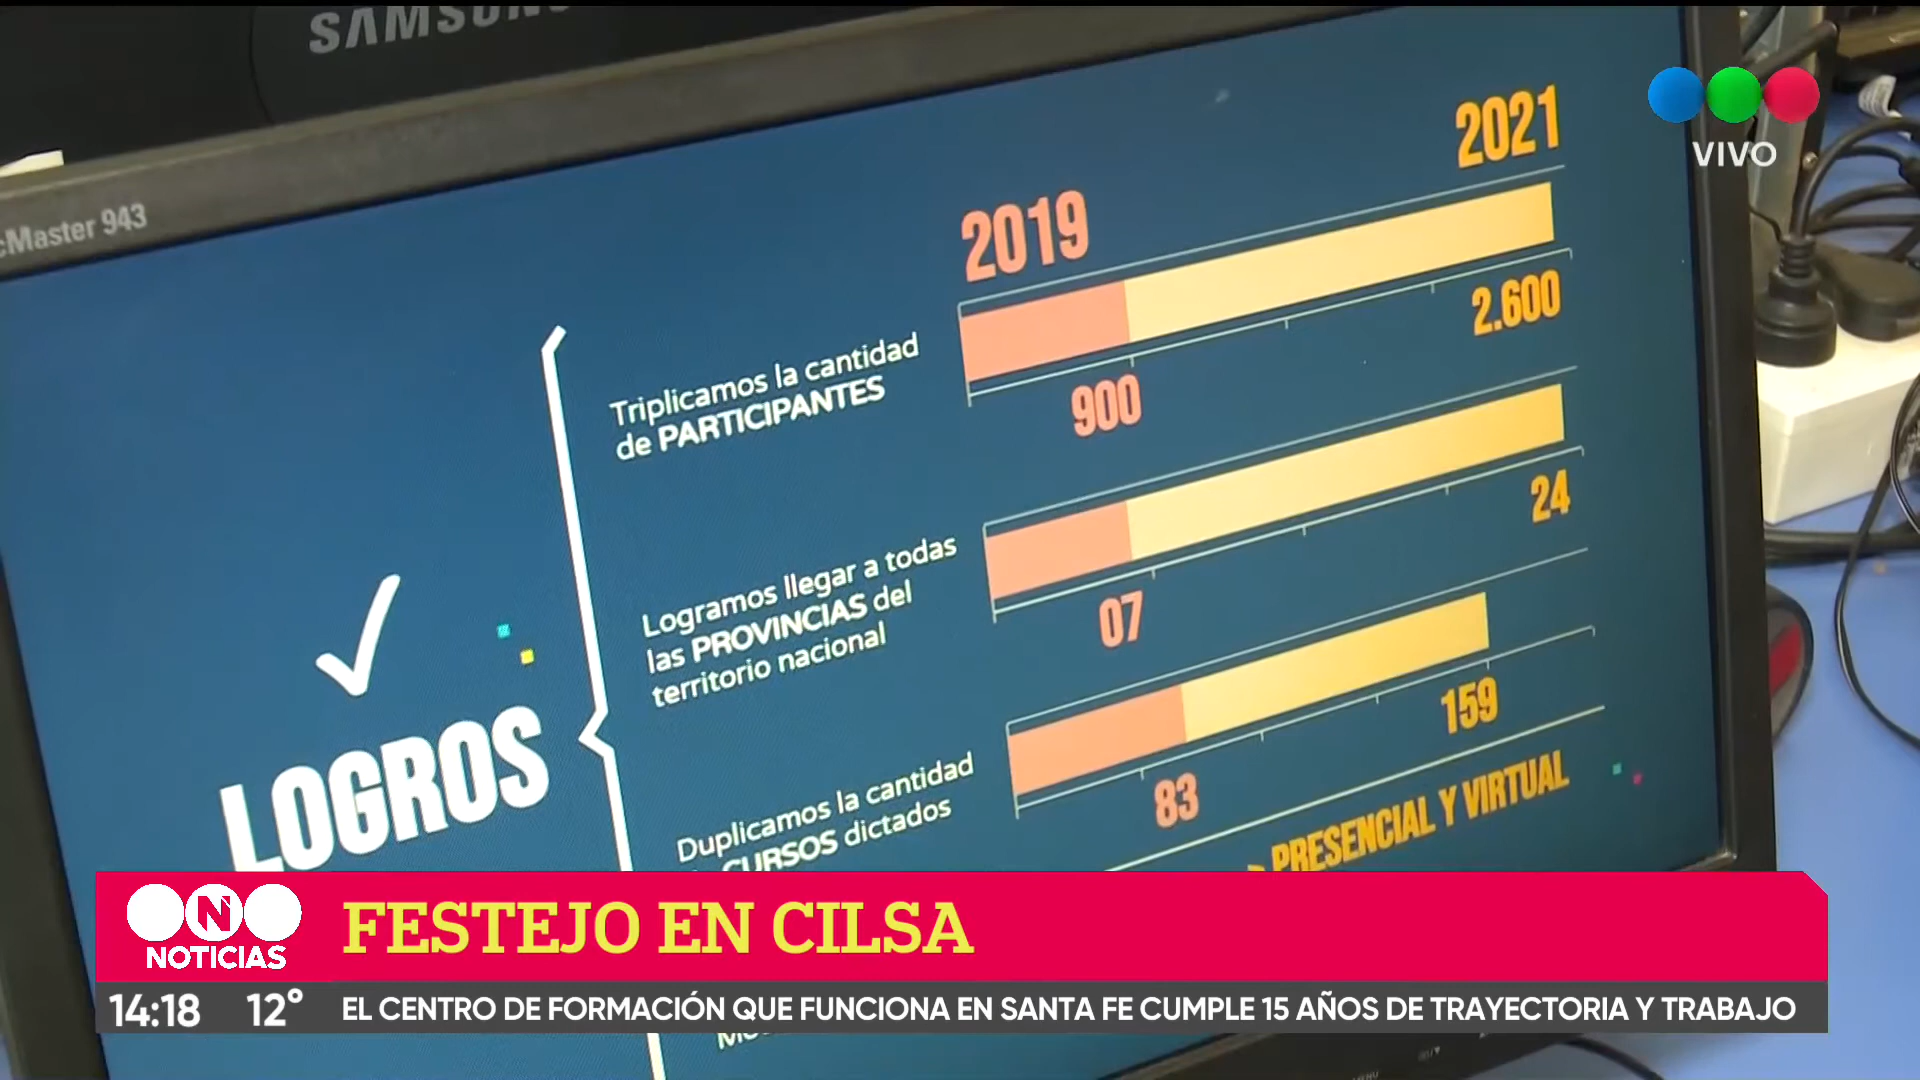 SAMSUNG
cMaster 943
VIVO
2019
2021
Triplicamos la cantidad
de PARTICIPANTES
900
2.600
Logramos llegar a todas
las PROVINCIAS del
territorio nacional
07
24
LOGROS
Duplicamos la cantidad
CURSOS dictados
83
159
PRESENCIAL Y VIRTUAL
NOTICIAS
FESTEJO EN CILSA
14:18
12°
EL CENTRO DE FORMACIÓN QUE FUNCIONA EN SANTA FE CUMPLE 15 AÑOS DE TRAYECTORIA Y TRABAJO